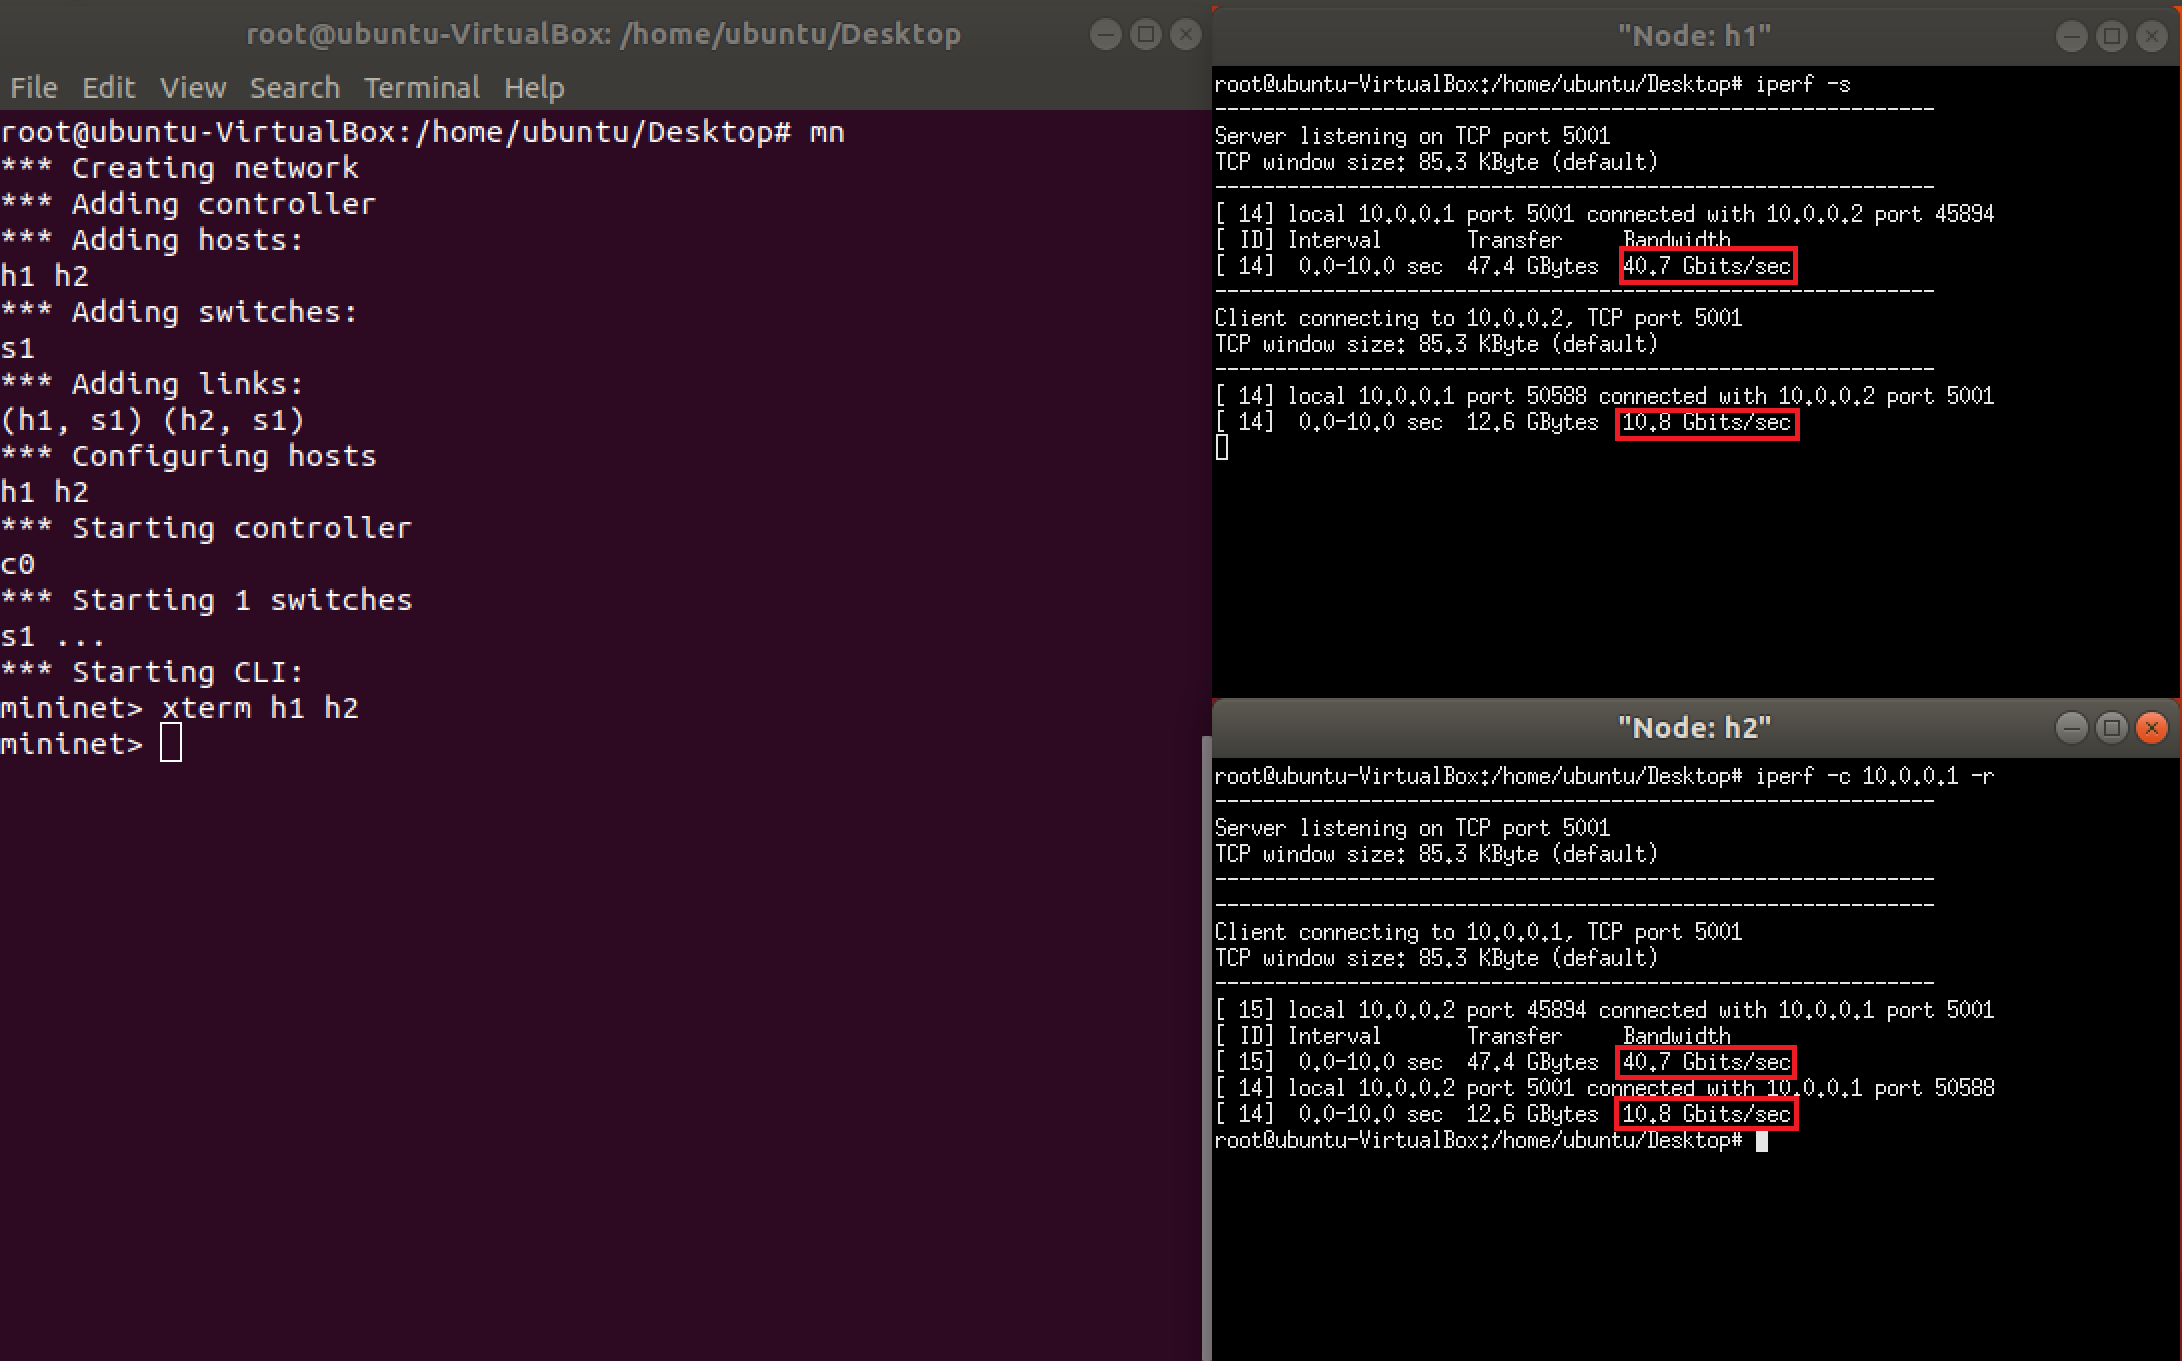 root@ubuntu-VirtualBox: /home/ubuntu/Desktop
File Edit View Search Terminal Help
root@ubuntu-VirtualBox:/home/ubuntu/Desktop# mn
*** Creating network
*** Adding controller
*** Adding hosts:
h1 h2
*** Adding switches:
s1
*** Adding links:
(h1, s1) (h2, s1)
*** Configuring hosts
h1 h2
*** Starting controller
c0
*** Starting 1 switches
s1 ...
*** Starting CLI:
mininet> xterm h1 h2
mininet>
"Node: h1"
root@ubuntu-VirtualBox:/home/ubuntu/Desktop# iperf -s
------------------------------------------------------------
Server listening on TCP port 5001
TCP window size: 85.3 KByte (default)
------------------------------------------------------------
[ 14] local 10.0.0.1 port 5001 connected with 10.0.0.2 port 45894
[ ID] Interval       Transfer     Bandwidth
[ 14]  0.0-10.0 sec  47.4 GBytes  40.7 Gbits/sec
------------------------------------------------------------
Client connecting to 10.0.0.2, TCP port 5001
TCP window size: 85.3 KByte (default)
------------------------------------------------------------
[ 14] local 10.0.0.1 port 50588 connected with 10.0.0.2 port 5001
[ 14]  0.0-10.0 sec  12.6 GBytes  10.8 Gbits/sec
"Node: h2"
root@ubuntu-VirtualBox:/home/ubuntu/Desktop# iperf -c 10.0.0.1 -r
------------------------------------------------------------
Server listening on TCP port 5001
TCP window size: 85.3 KByte (default)
------------------------------------------------------------
------------------------------------------------------------
Client connecting to 10.0.0.1, TCP port 5001
TCP window size: 85.3 KByte (default)
------------------------------------------------------------
[ 15] local 10.0.0.2 port 45894 connected with 10.0.0.1 port 5001
[ ID] Interval       Transfer     Bandwidth
[ 15]  0.0-10.0 sec  47.4 GBytes  40.7 Gbits/sec
[ 14] local 10.0.0.2 port 5001 connected with 10.0.0.1 port 50588
[ 14]  0.0-10.0 sec  12.6 GBytes  10.8 Gbits/sec
root@ubuntu-VirtualBox:/home/ubuntu/Desktop#